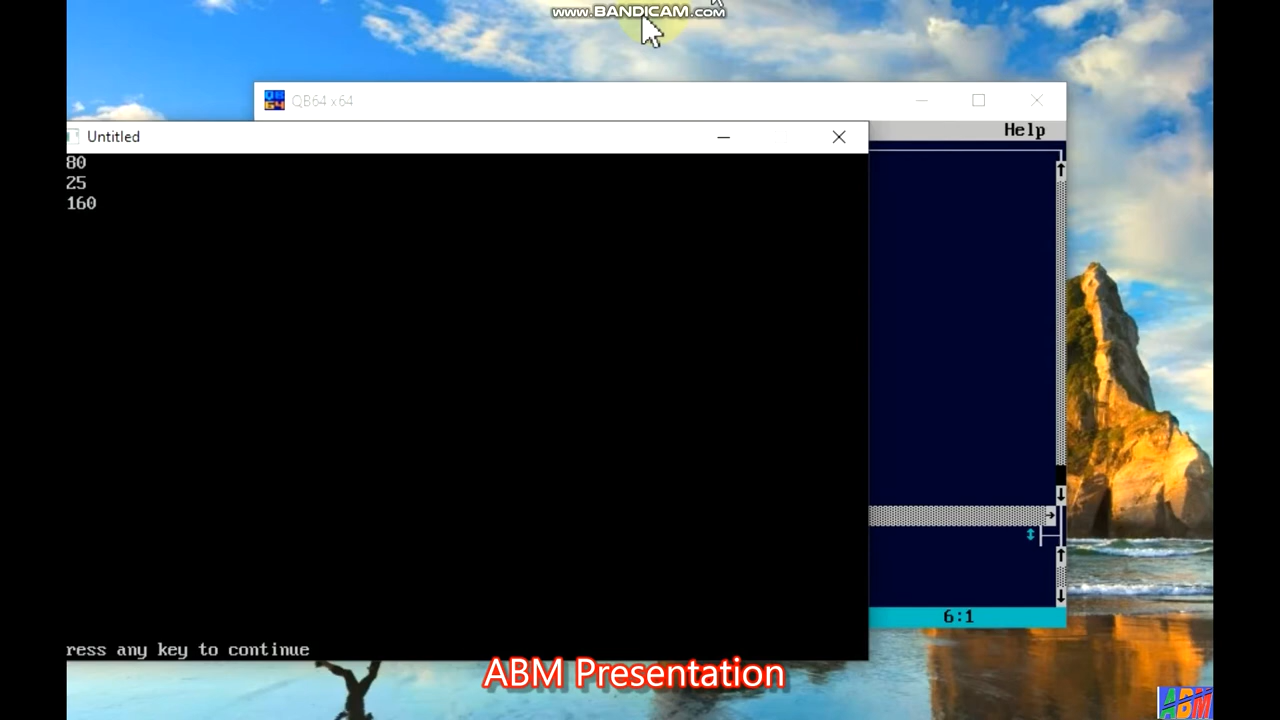 www.BANDICAM.com
QB64 x64
Help
Untitled
80
25
160
6:1
ress any key to continue
ABM Presentation
ABM